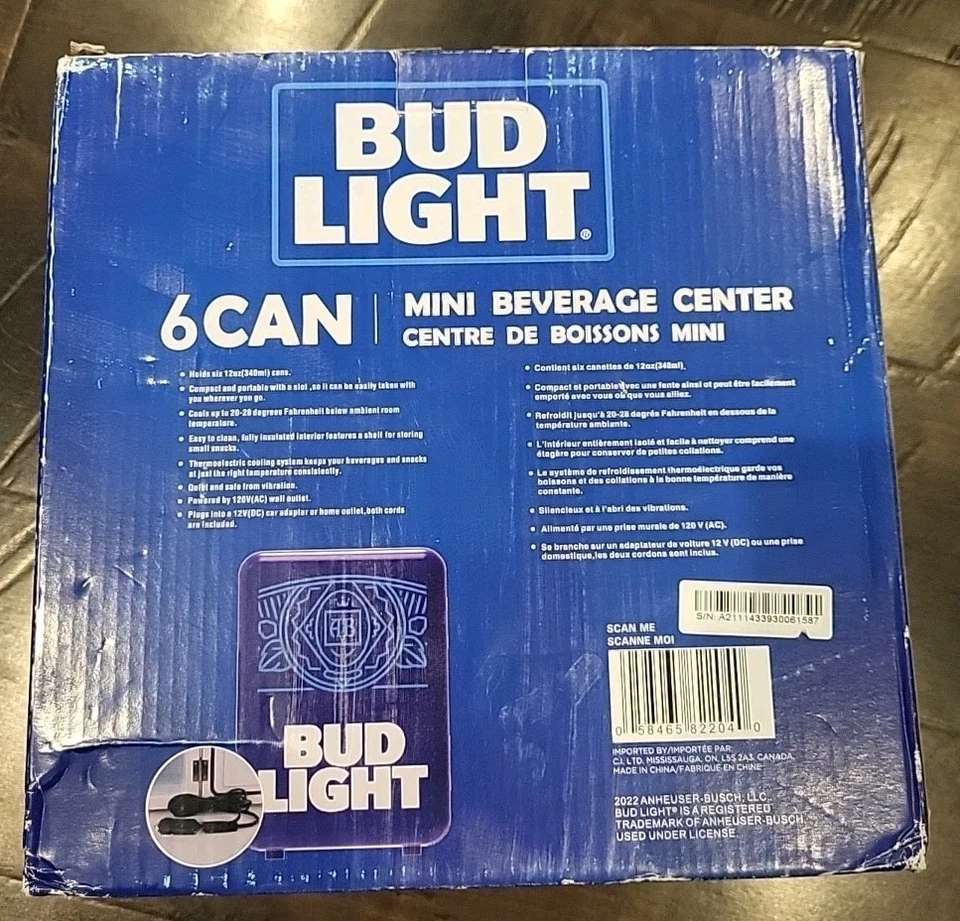 BUD
LIGHT®
6 CAN
MINI BEVERAGE CENTER
CENTRE DE BOISSONS MINI
• Holds six 12oz(340ml) cans.
• Compact and portable with a slot ,so it can be easily taken with
you wherever you go.
• Cools up to 20-28 degrees Fahrenheit below ambient room
temperature.
• Easy to clean, fully insulated interior features a shelf for storing
small snacks.
• Thermoelectric cooling system keeps your beverages and snacks
at just the right temperature consistently.
• Quiet and safe from vibration.
• Powered by 120V(AC) wall outlet.
• Plugs into a 12V(DC) car adapter or home outlet,both cords
are included.
• Contient six canettes de 12oz(340ml).
• Compact et portable avec une fente ainsi et peut être facilement
emporté avec vous où que vous alliez.
• Refroidit jusqu'à 20-28 degrés Fahrenheit en dessous de la
température ambiante.
• L'intérieur entièrement isolé et facile à nettoyer comprend une
étagère pour conserver de petites collations.
• Le système de refroidissement thermoélectrique garde vos
boissons et des collations à la bonne température de manière
constante.
• Silencieux et à l'abri des vibrations.
• Alimenté par une prise murale de 120 V (AC).
• Se branche sur un adaptateur de voiture 12 V (DC) ou une prise
domestique,les deux cordons sont inclus.
AB
BUD
LIGHT
S/N: A2111433930061587
SCAN ME
SCANNE MOI
0 58465 82204 0
IMPORTED BY/IMPORTÉE PAR:
C.I. LTD. MISSISSAUGA, ON, L5S 2A3, CANADA.
MADE IN CHINA/FABRIQUÉ EN CHINE
2022 ANHEUSER-BUSCH, LLC,
BUD LIGHT® IS A REGISTERED
TRADEMARK OF ANHEUSER-BUSCH,
USED UNDER LICENSE.